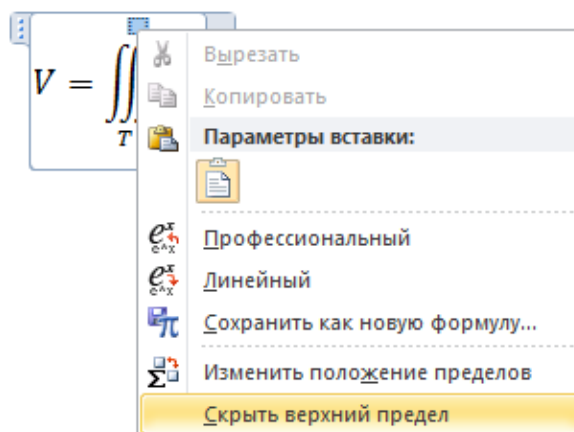 V = ∭
T
Вырезать
Копировать
Параметры вставки:
Профессиональный
Линейный
Сохранить как новую формулу...
Изменить положение пределов
Скрыть верхний предел